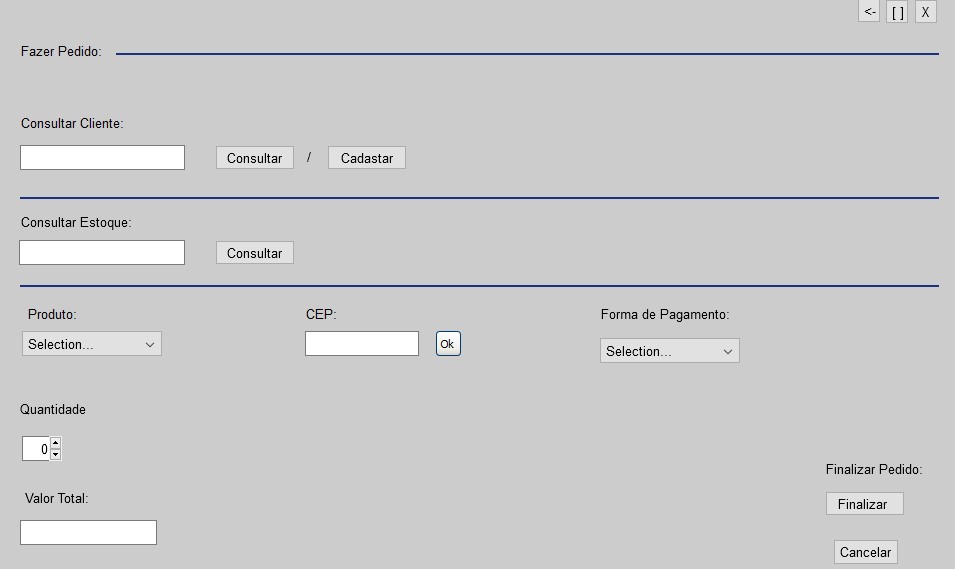 <- [ ] X
Fazer Pedido:
Consultar Cliente:
Consultar / Cadastar
Consultar Estoque:
Consultar
Produto: CEP: Forma de Pagamento:
Selection... Ok Selection...
Quantidade
0
Finalizar Pedido:
Valor Total:
Finalizar
Cancelar